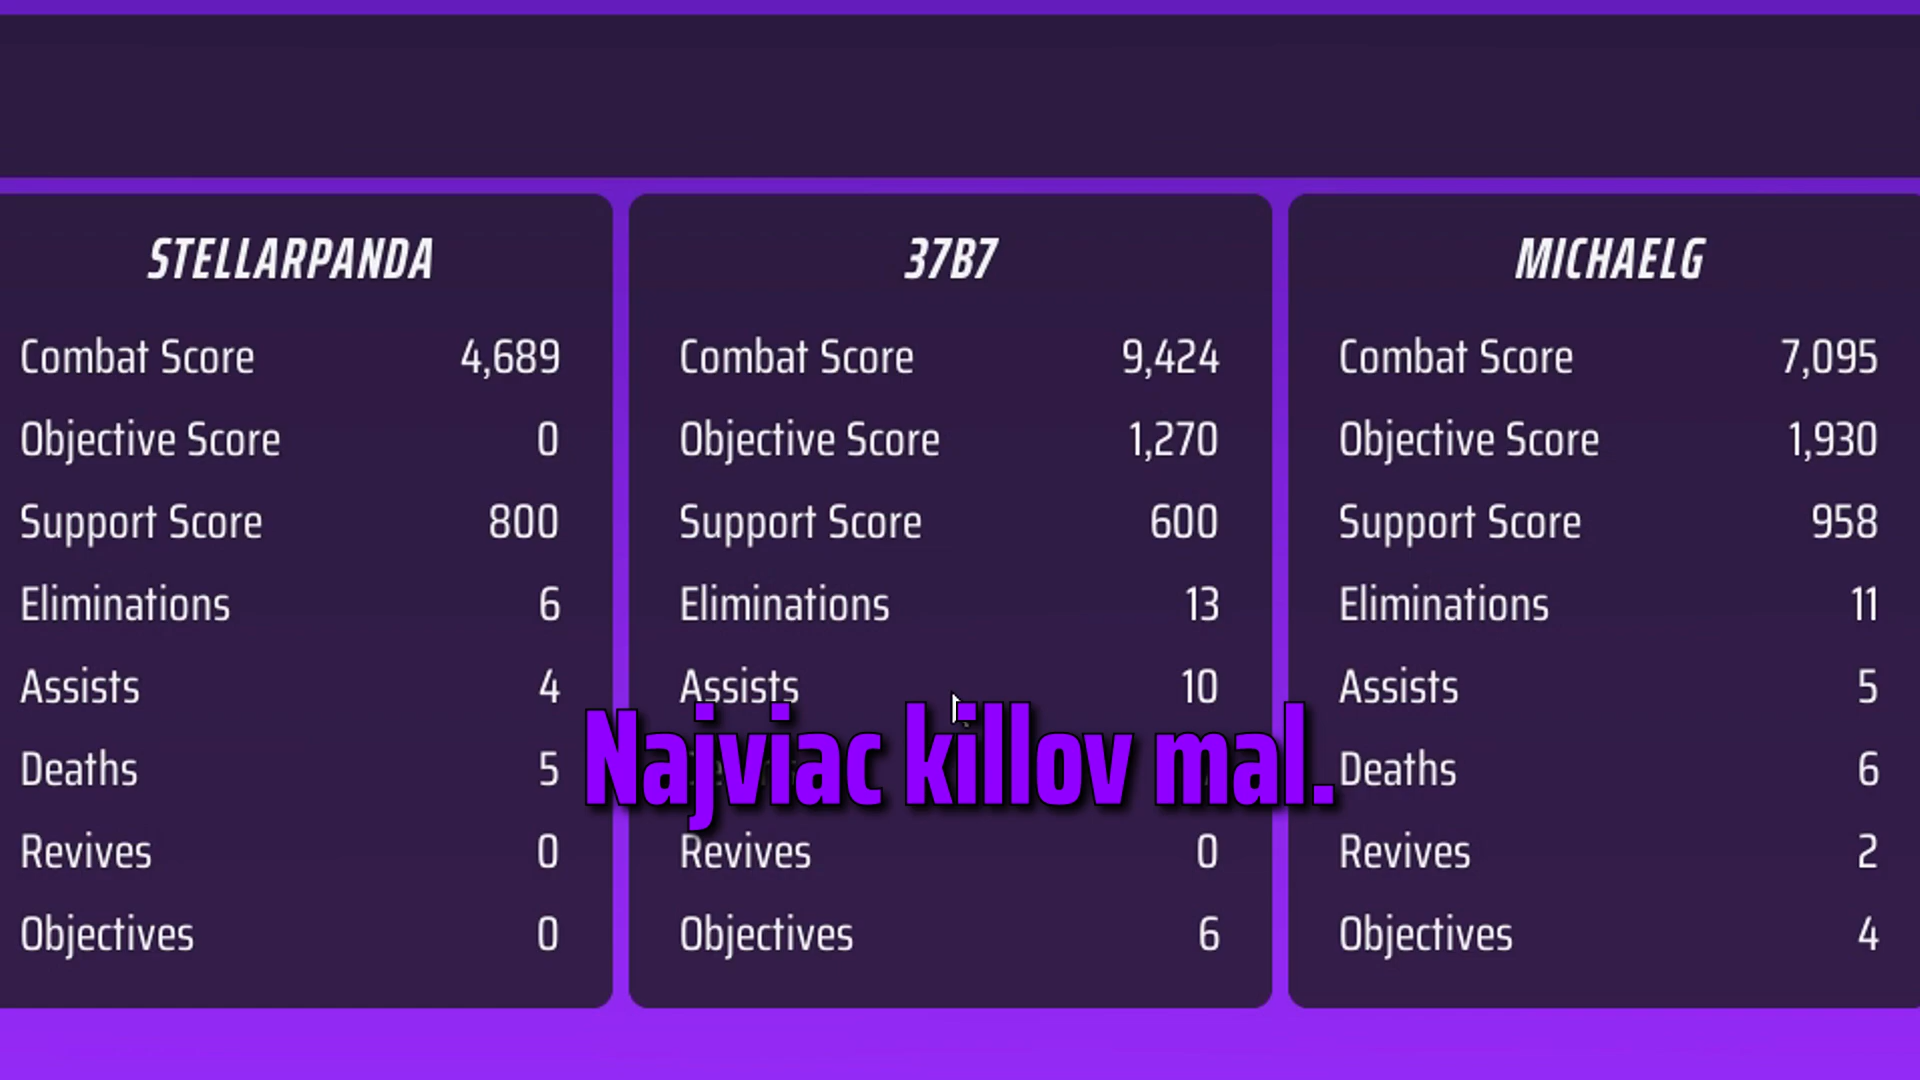 STELLARPANDA
Combat Score 4,689
Objective Score 0
Support Score 800
Eliminations 6
Assists 4
Deaths 5
Revives 0
Objectives 0
37B7
Combat Score 9,424
Objective Score 1,270
Support Score 600
Eliminations 13
Assists 10
Revives 0
Objectives 6
MICHAELG
Combat Score 7,095
Objective Score 1,930
Support Score 958
Eliminations 11
Assists 5
Deaths 6
Revives 2
Objectives 4
Najviac killov mal.